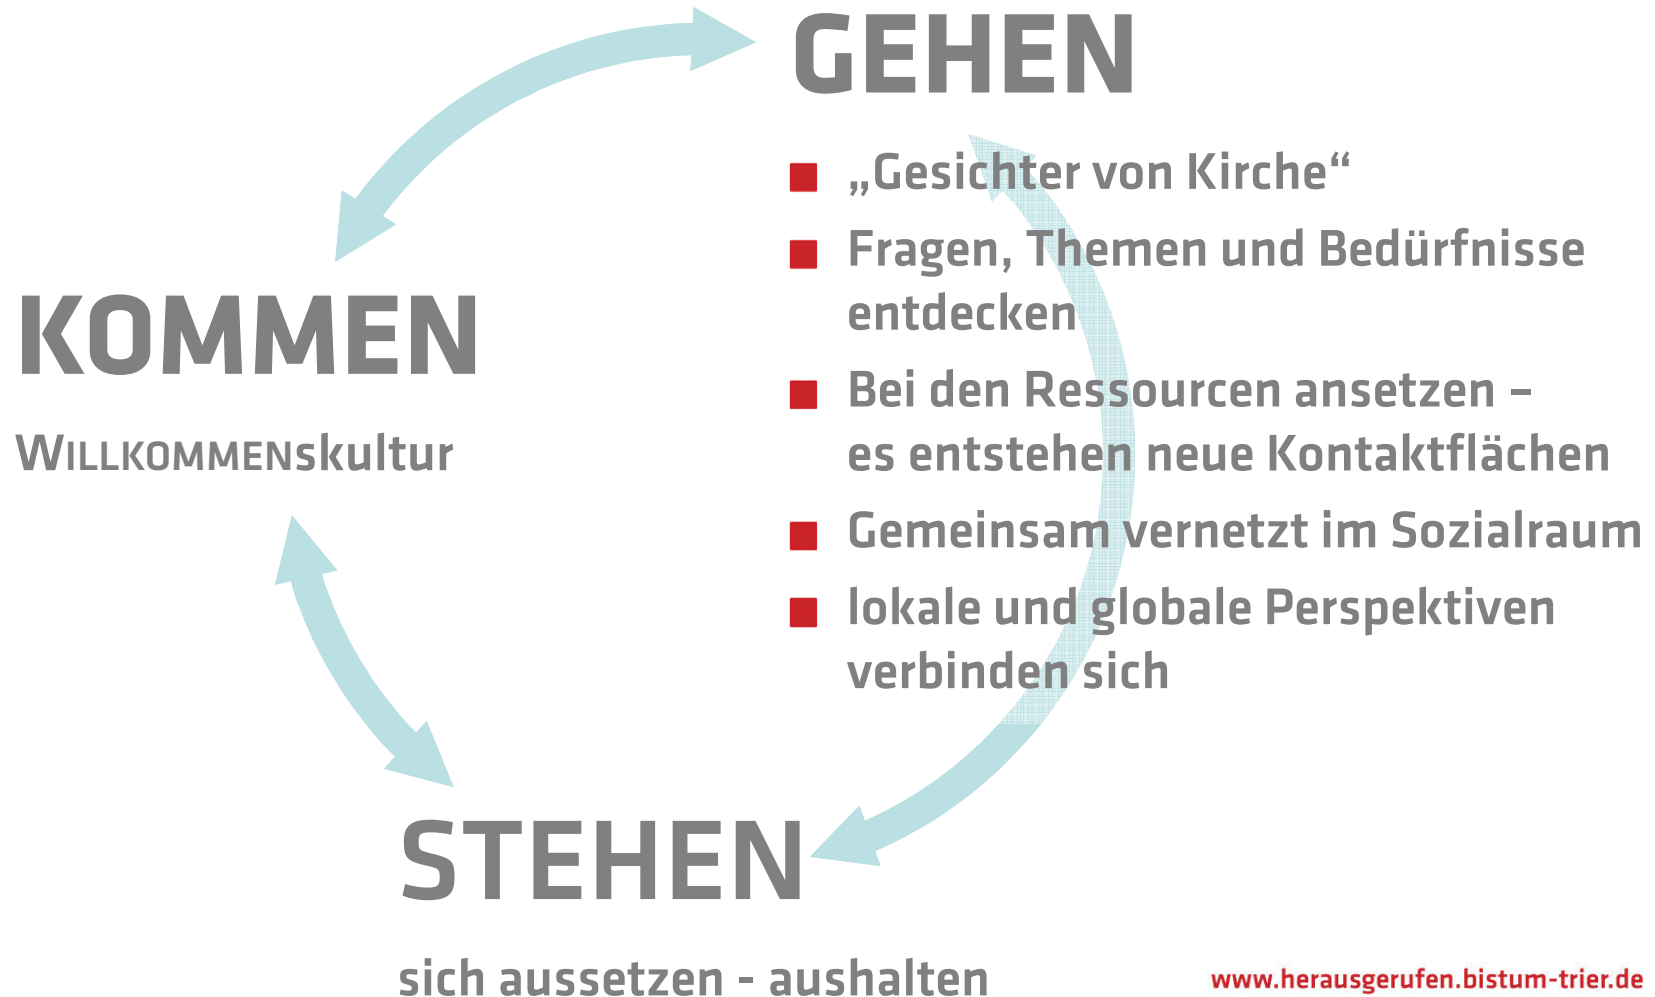 GEHEN
„Gesichter von Kirche“
Fragen, Themen und Bedürfnisse
entdecken
Bei den Ressourcen ansetzen –
es entstehen neue Kontaktflächen
Gemeinsam vernetzt im Sozialraum
lokale und globale Perspektiven
verbinden sich
KOMMEN
WILLKOMMENskultur
STEHEN
sich aussetzen - aushalten
www.herausgerufen.bistum-trier.de